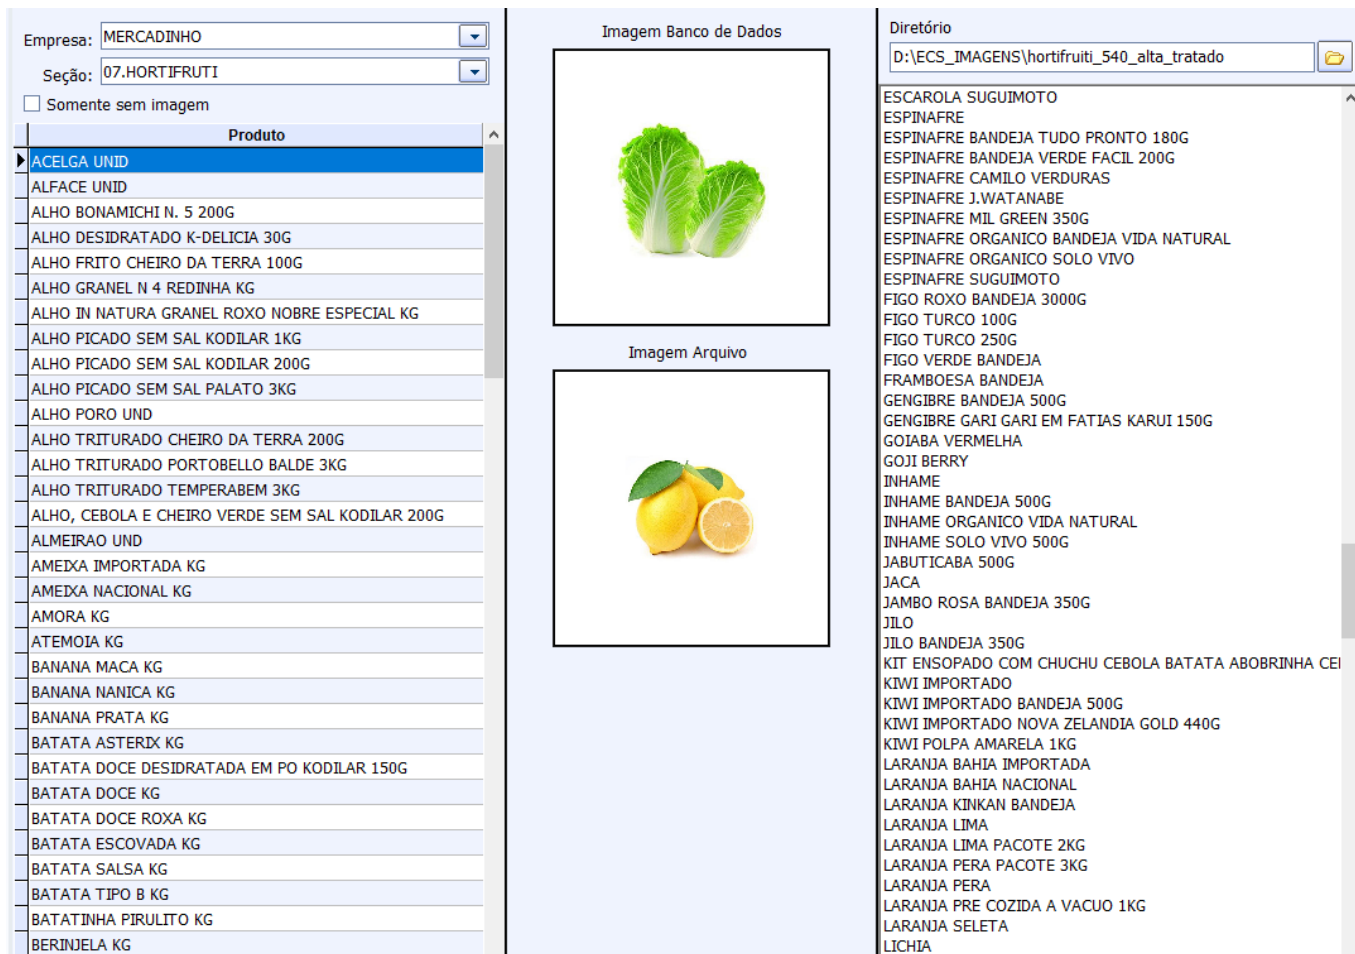 Empresa: MERCADINHO
Seção: 07.HORTIFRUTI
Somente sem imagem
Produto
ACELGA UNID
ALFACE UNID
ALHO BONAMICHI N. 5 200G
ALHO DESIDRATADO K-DELICIA 30G
ALHO FRITO CHEIRO DA TERRA 100G
ALHO GRANEL N 4 REDINHA KG
ALHO IN NATURA GRANEL ROXO NOBRE ESPECIAL KG
ALHO PICADO SEM SAL KODILAR 1KG
ALHO PICADO SEM SAL KODILAR 200G
ALHO PICADO SEM SAL PALATO 3KG
ALHO PORO UND
ALHO TRITURADO CHEIRO DA TERRA 200G
ALHO TRITURADO PORTOBELLO BALDE 3KG
ALHO TRITURADO TEMPERABEM 3KG
ALHO, CEBOLA E CHEIRO VERDE SEM SAL KODILAR 200G
ALMEIRAO UND
AMEIXA IMPORTADA KG
AMEIXA NACIONAL KG
AMORA KG
ATEMOIA KG
BANANA MACA KG
BANANA NANICA KG
BANANA PRATA KG
BATATA ASTERIX KG
BATATA DOCE DESIDRATADA EM PO KODILAR 150G
BATATA DOCE KG
BATATA DOCE ROXA KG
BATATA ESCOVADA KG
BATATA SALSA KG
BATATA TIPO B KG
BATATINHA PIRULITO KG
BERINJELA KG
Imagem Banco de Dados
Imagem Arquivo
Diretório
D:\ECS_IMAGENS\hortifruiti_540_alta_tratado
ESCAROLA SUGUIMOTO
ESPINAFRE
ESPINAFRE BANDEJA TUDO PRONTO 180G
ESPINAFRE BANDEJA VERDE FACIL 200G
ESPINAFRE CAMILO VERDURAS
ESPINAFRE J.WATANABE
ESPINAFRE MIL GREEN 350G
ESPINAFRE ORGANICO BANDEJA VIDA NATURAL
ESPINAFRE ORGANICO SOLO VIVO
ESPINAFRE SUGUIMOTO
FIGO ROXO BANDEJA 3000G
FIGO TURCO 100G
FIGO TURCO 250G
FIGO VERDE BANDEJA
FRAMBOESA BANDEJA
GENGIBRE BANDEJA 500G
GENGIBRE GARI GARI EM FATIAS KARUI 150G
GOIABA VERMELHA
GOJI BERRY
INHAME
INHAME BANDEJA 500G
INHAME ORGANICO VIDA NATURAL
INHAME SOLO VIVO 500G
JABUTICABA 500G
JACA
JAMBO ROSA BANDEJA 350G
JILO
JILO BANDEJA 350G
KIT ENSOPADO COM CHUCHU CEBOLA BATATA ABOBRINHA CEI
KIWI IMPORTADO
KIWI IMPORTADO BANDEJA 500G
KIWI IMPORTADO NOVA ZELANDIA GOLD 440G
KIWI POLPA AMARELA 1KG
LARANJA BAHIA IMPORTADA
LARANJA BAHIA NACIONAL
LARANJA KINKAN BANDEJA
LARANJA LIMA
LARANJA LIMA PACOTE 2KG
LARANJA PERA PACOTE 3KG
LARANJA PERA
LARANJA PRE COZIDA A VACUO 1KG
LARANJA SELETA
LICHIA